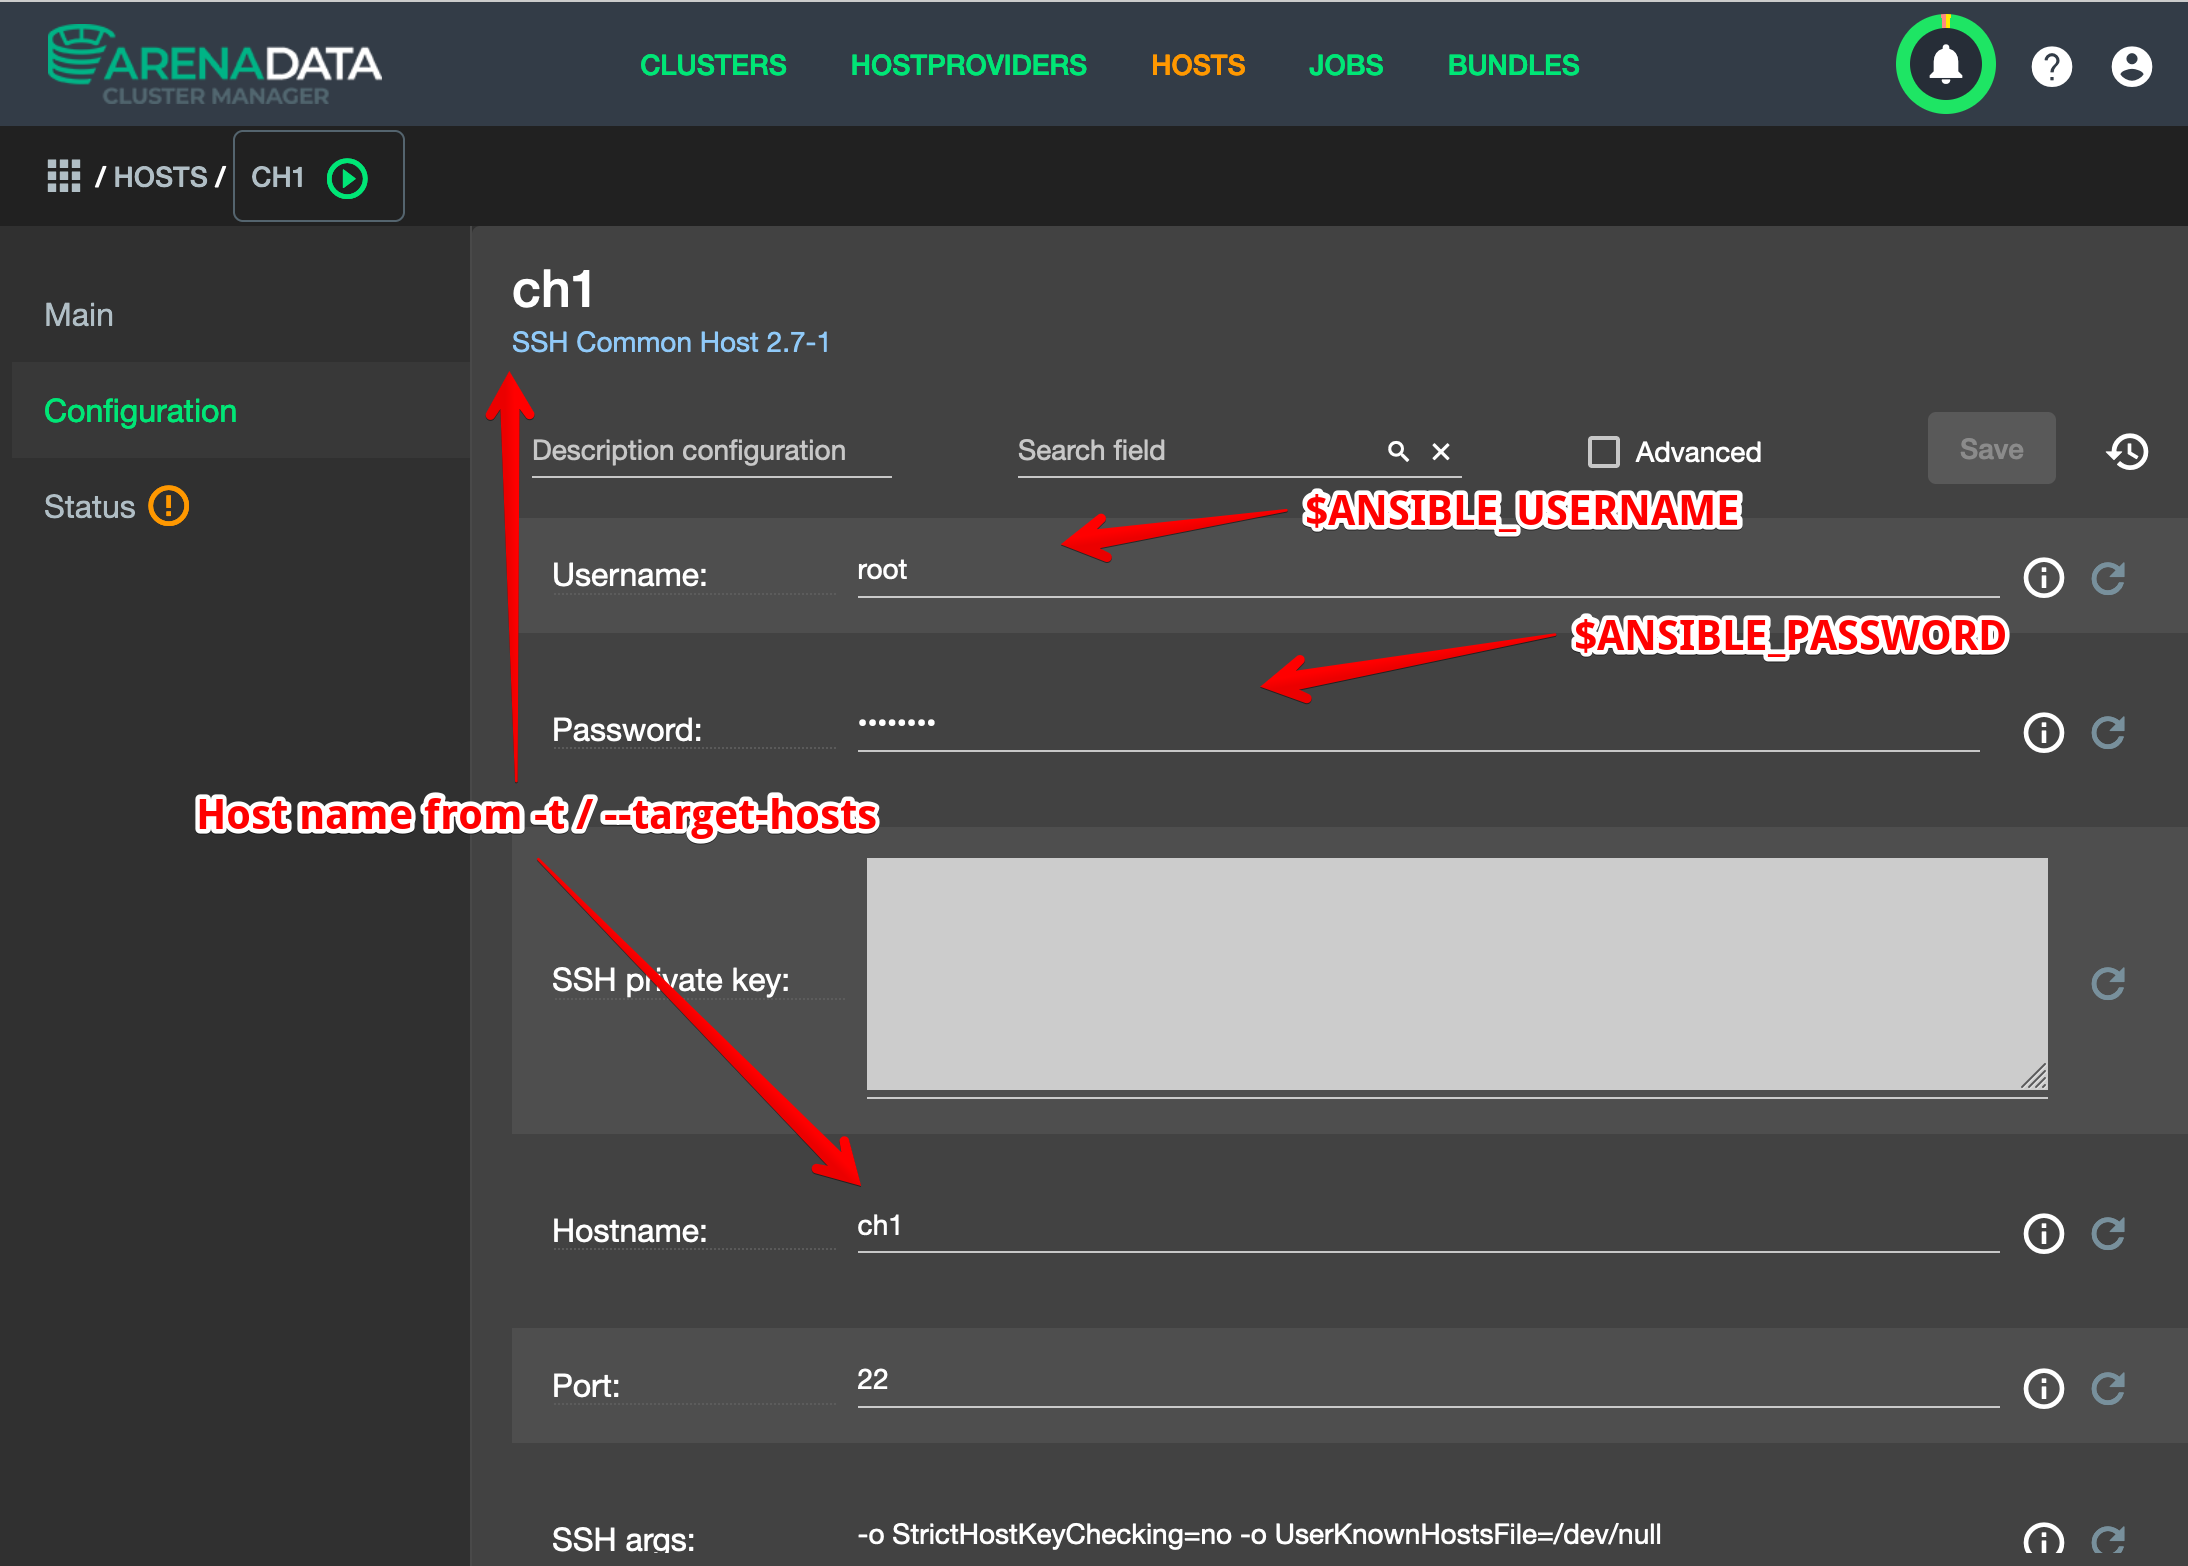 ARENADATA
CLUSTER MANAGER
CLUSTERS HOSTPROVIDERS HOSTS JOBS BUNDLES
/ HOSTS / CH1
Main
Configuration
Status
ch1
SSH Common Host 2.7-1
Description configuration Search field Advanced Save
$ANSIBLE_USERNAME
Username: root
$ANSIBLE_PASSWORD
Password: ••••••••
Host name from -t / --target-hosts
SSH private key:
Hostname: ch1
Port: 22
SSH args: -o StrictHostKeyChecking=no -o UserKnownHostsFile=/dev/null